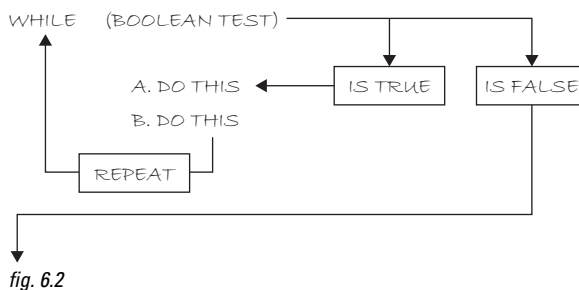 WHILE (BOOLEAN TEST)
A. DO THIS
IS TRUE
IS FALSE
B. DO THIS
REPEAT
fig. 6.2